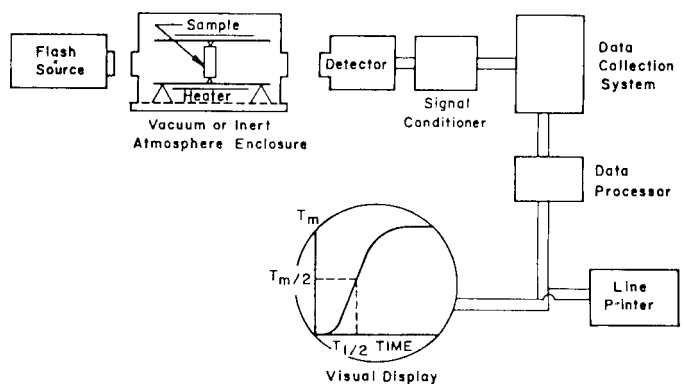 Flash
Source
Sample
Heater
Vacuum or Inert
Atmosphere Enclosure
Detector
Signal
Conditioner
Data
Callection
System
Data
Processor
Line
Printer
Tm
Tm/2
T1/2 TIME
Visual Display